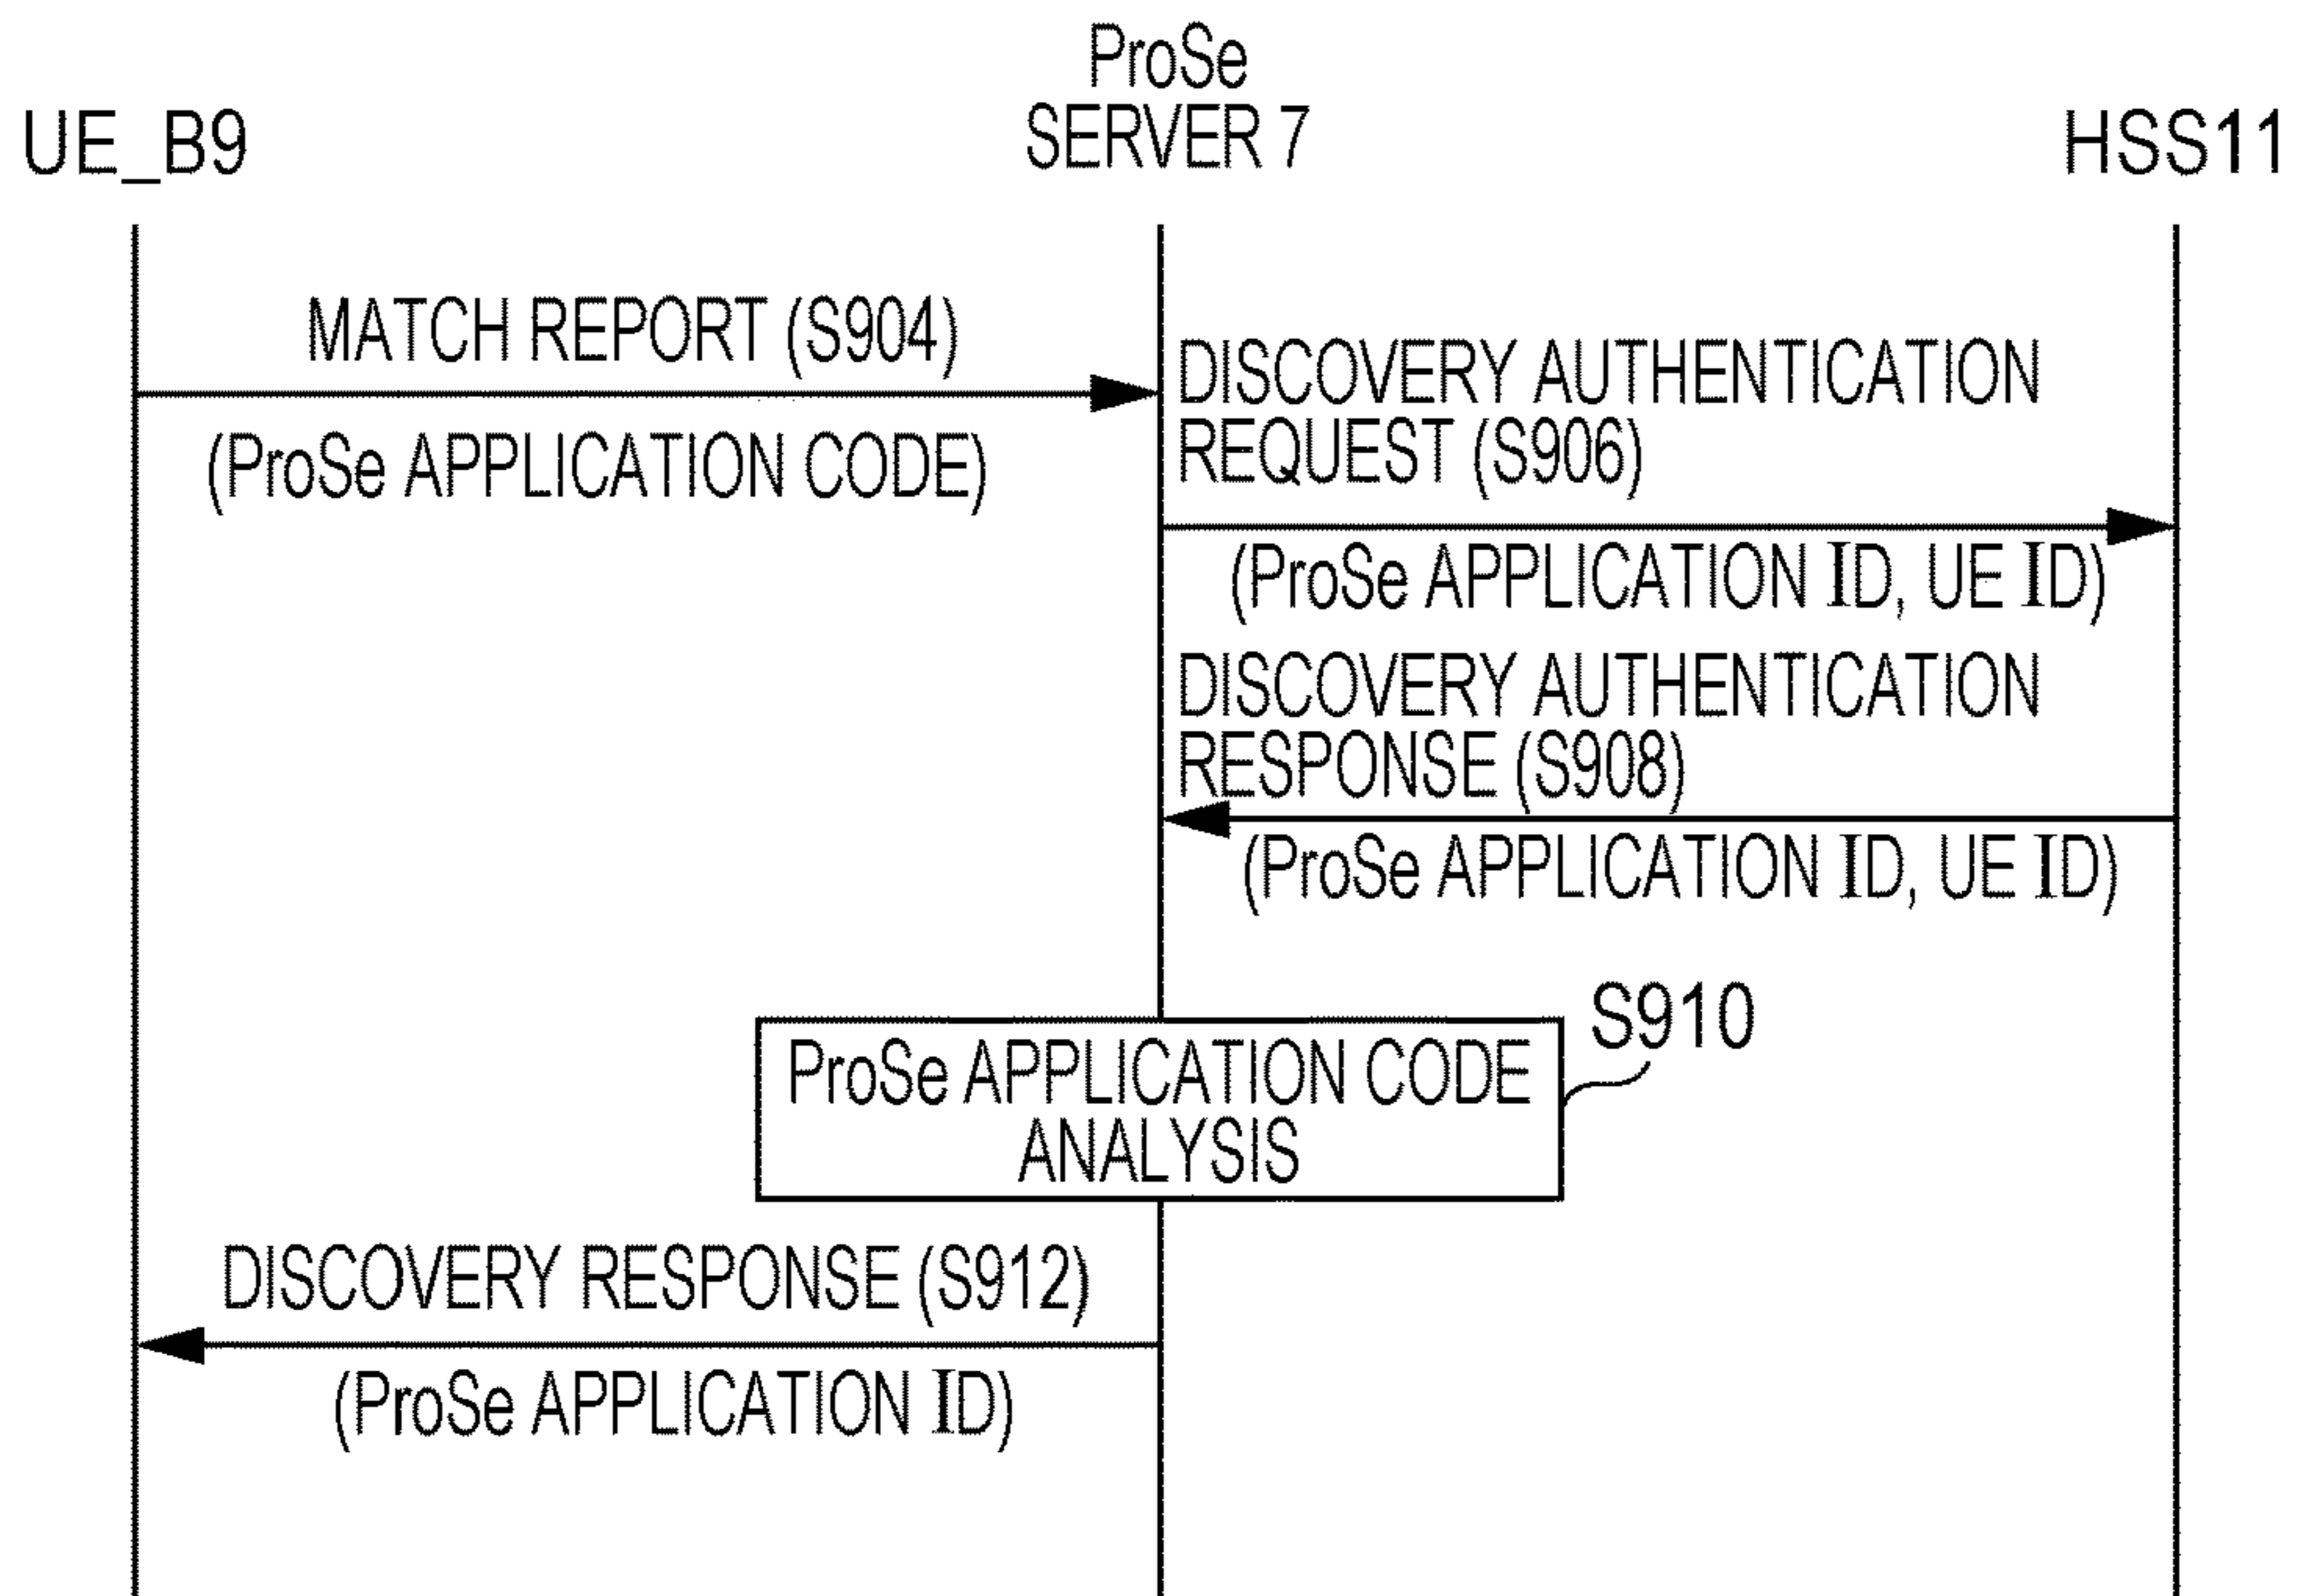 UE_B9
ProSe
SERVER 7
HSS11
MATCH REPORT (S904)
(ProSe APPLICATION CODE)
DISCOVERY AUTHENTICATION
REQUEST (S906)
(ProSe APPLICATION ID, UE ID)
DISCOVERY AUTHENTICATION
RESPONSE (S908)
(ProSe APPLICATION ID, UE ID)
S910
ProSe APPLICATION CODE
ANALYSIS
DISCOVERY RESPONSE (S912)
(ProSe APPLICATION ID)